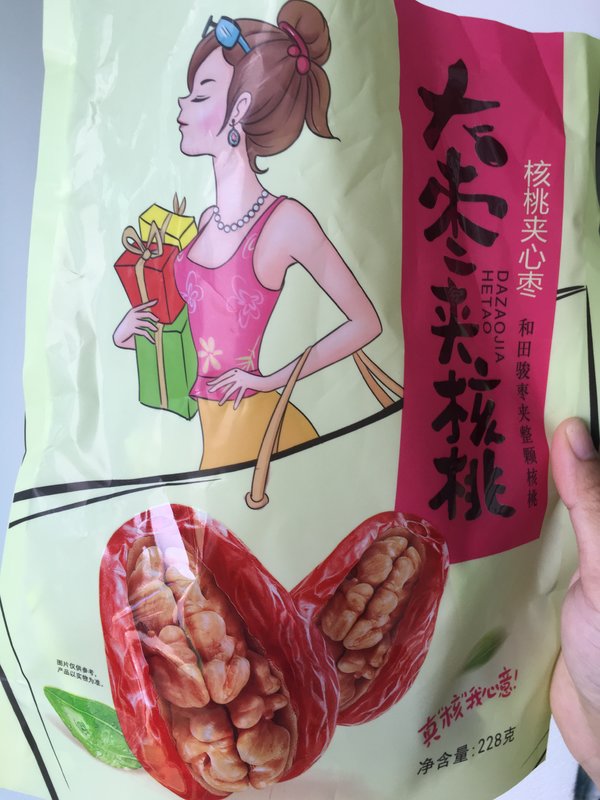 大枣夹核桃
核桃夹心枣
DAZAOJIA
HETAO
和田骏枣夹整颗核桃
图片仅供参考，
产品以实物为准。
真“核”我心意!
净含量:228克